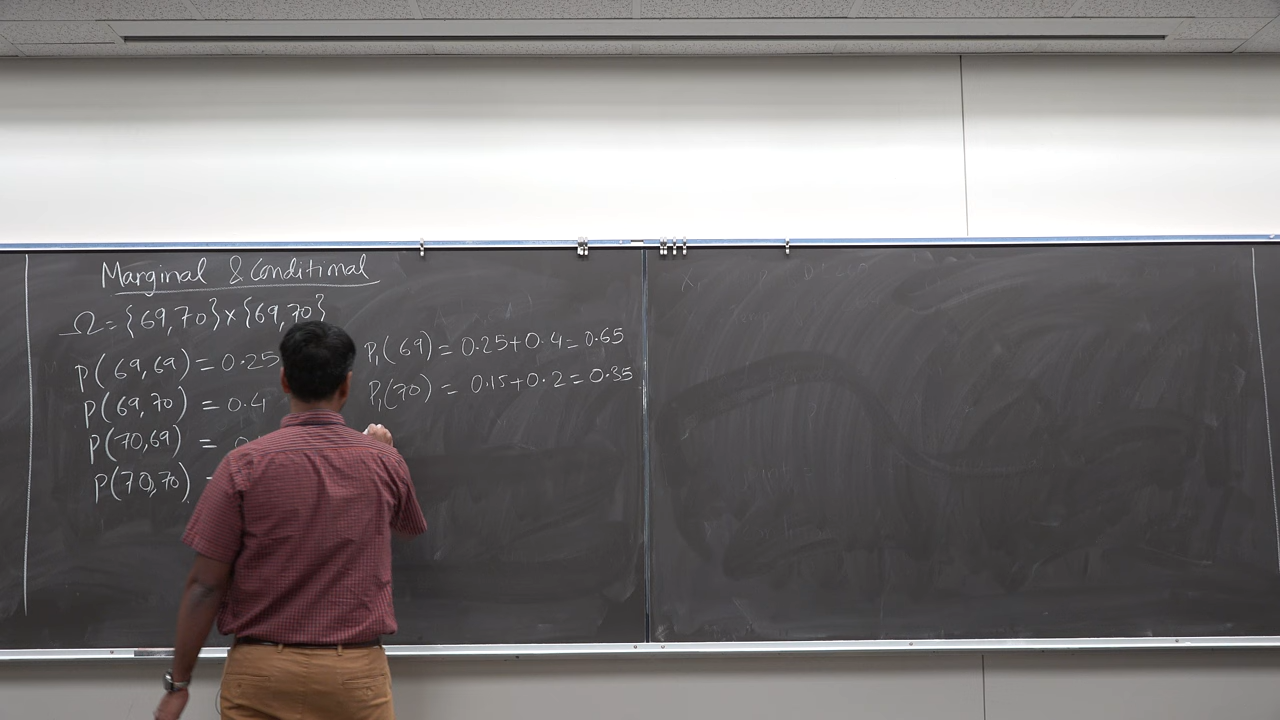 Marginal & Conditional
Ω = {69,70}×{69,70}
P(69,69) = 0.25
P(69,70) = 0.4
P(70,69) = 0.
P(70,70) =
P₁(69) = 0.25+0.4 = 0.65
P₁(70) = 0.15+0.2 = 0.35